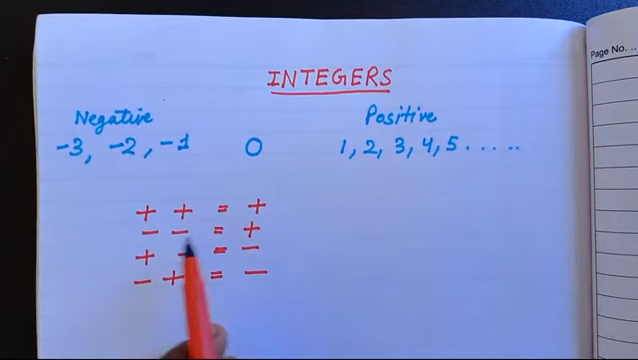 INTEGERS
Page No. ..
Negative Positive
-3, -2, -1 0 1, 2, 3, 4, 5 ......
+ + = +
- - = +
+ - = -
- + = -